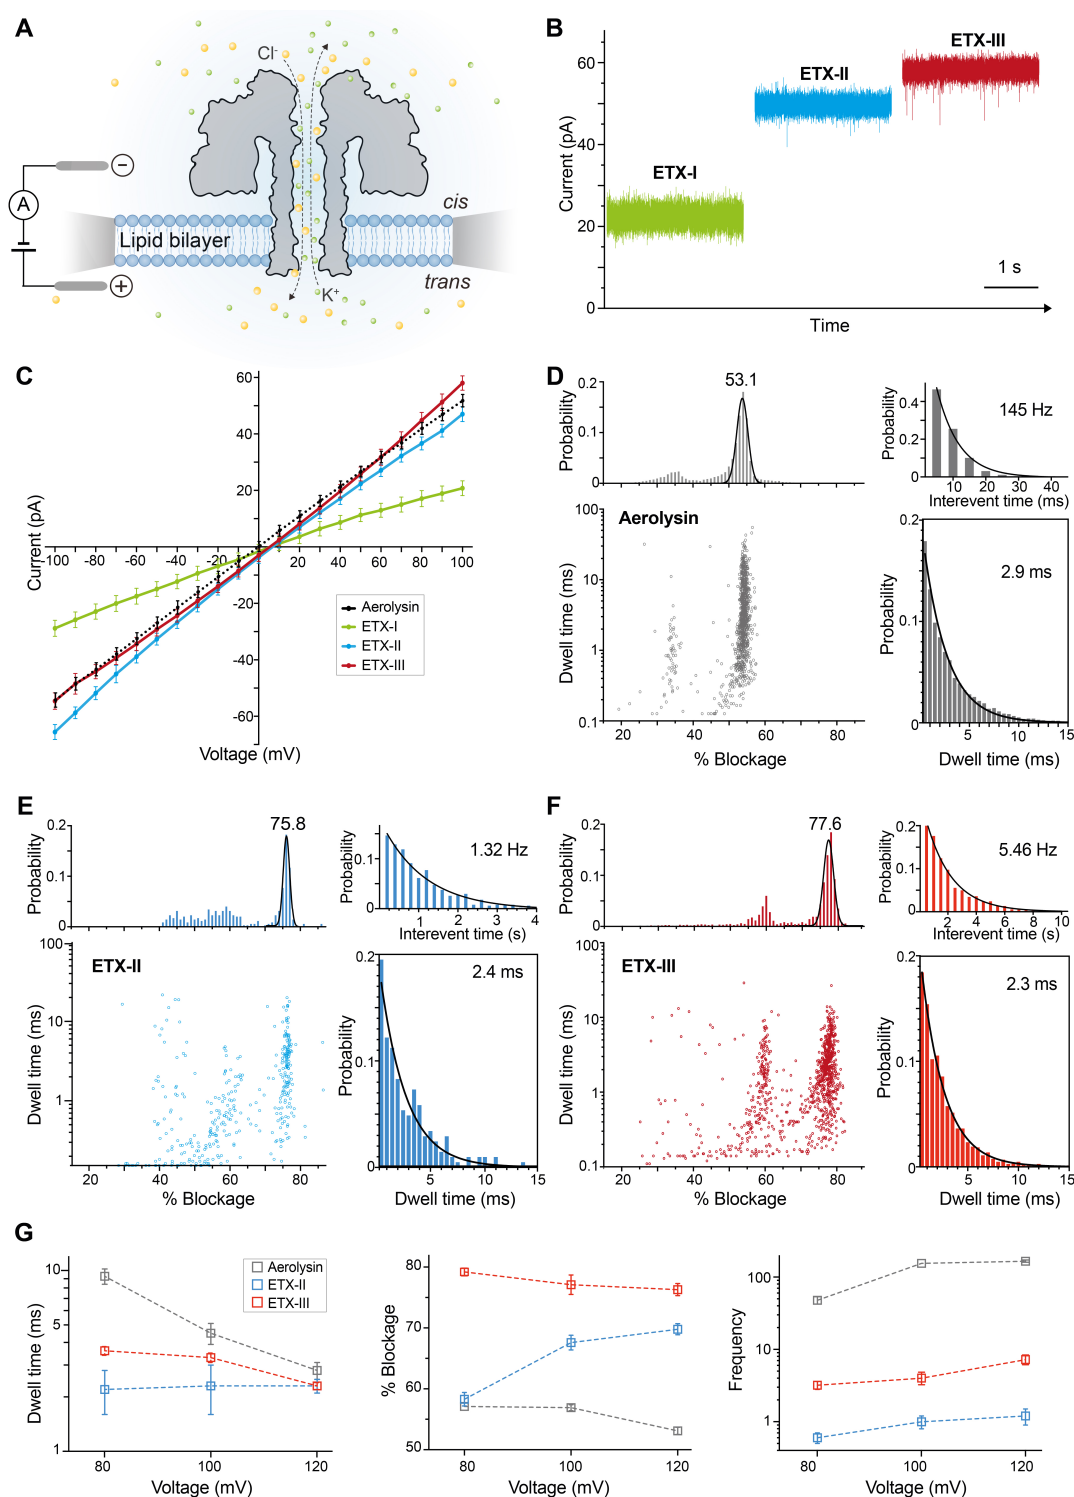 A
Cl-
A
−
+
cis
Lipid bilayer
trans
K+
B
Current (pA)
60
40
20
0
ETX-I
ETX-II
ETX-III
1 s
Time
C
Current (pA)
60
40
20
-20
-40
-60
-100 -80 -60 -40 -20 0 20 40 60 80 100
Voltage (mV)
Aerolysin
ETX-I
ETX-II
ETX-III
D
Probability
0.2
0.1
0
53.1
Probability
0.4
0.2
0
145 Hz
10 20 30 40
Interevent time (ms)
Aerolysin
Dwell time (ms)
100
10
1
0.1
20 40 60 80
% Blockage
Probability
0.2
0.1
0
2.9 ms
5 10 15
Dwell time (ms)
E
Probability
0.2
0.1
0
75.8
Probability
0.2
0.1
0
1.32 Hz
1 2 3 4
Interevent time (s)
ETX-II
Dwell time (ms)
100
10
1
20 40 60 80
% Blockage
Probability
0.2
0.1
0
2.4 ms
5 10 15
Dwell time (ms)
F
Probability
0.2
0.1
0
77.6
Probability
0.2
0.1
0
5.46 Hz
2 4 6 8 10
Interevent time (s)
ETX-III
Dwell time (ms)
100
10
1
0.1
20 40 60 80
% Blockage
Probability
0.2
0.1
0
2.3 ms
5 10 15
Dwell time (ms)
G
Dwell time (ms)
10
5
1
80 100 120
Voltage (mV)
Aerolysin
ETX-II
ETX-III
% Blockage
80
70
60
50
80 100 120
Voltage (mV)
Frequency
100
10
1
80 100 120
Voltage (mV)